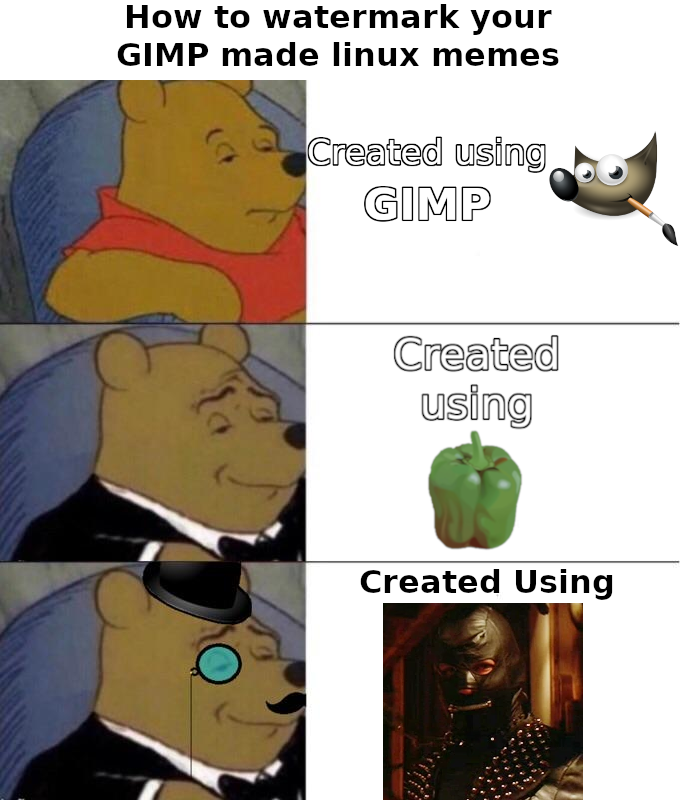 How to watermark your
GIMP made linux memes
Created using
GIMP
Created
using
Created Using